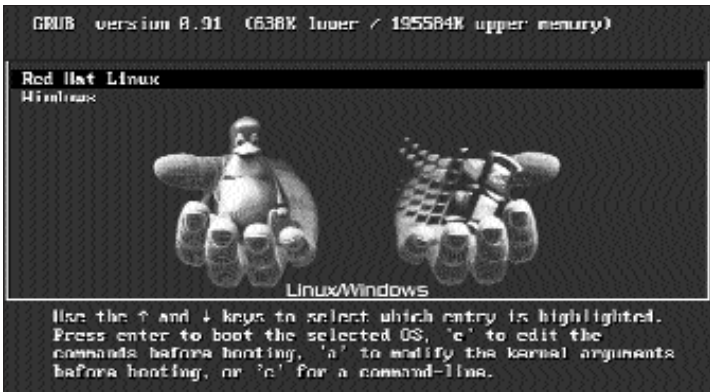 GRUB version 0.91 (638K lower / 195584K upper memory)
Red Hat Linux
Windows
Linux/Windows
Use the ↑ and ↓ keys to select which entry is highlighted.
Press enter to boot the selected OS, 'e' to edit the
commands before booting, 'a' to modify the kernel arguments
before booting, or 'c' for a command-line.